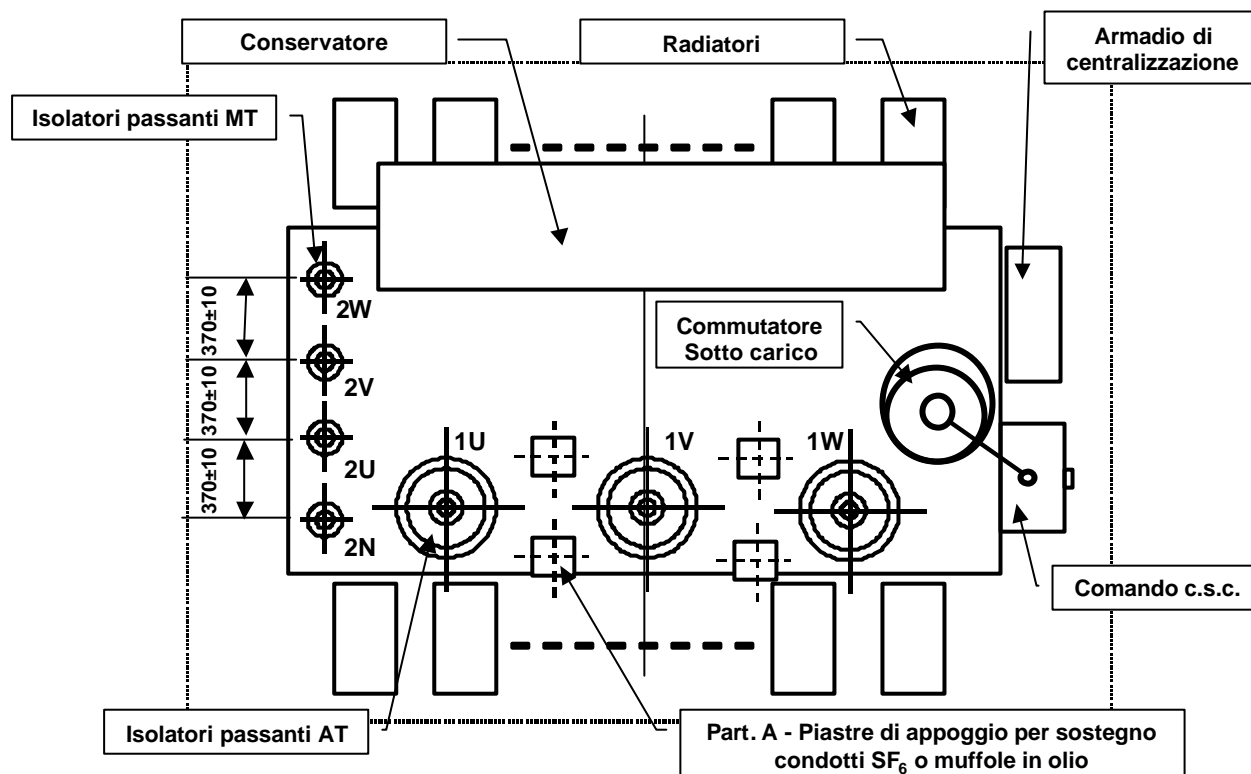 Conservatore
Radiatori
Armadio di
centralizzazione
Isolatori passanti MT
370±10
370±10
370±10
2W
2V
2U
2N
Commutatore
Sotto carico
1U
1V
1W
Comando c.s.c.
Isolatori passanti AT
Part. A - Piastre di appoggio per sostegno
condotti SF₆ o muffole in olio